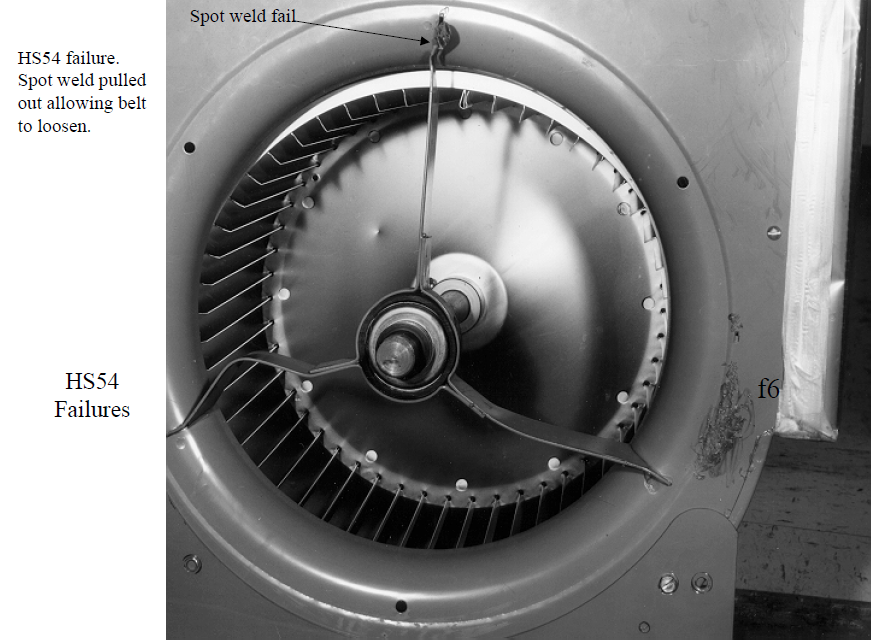 Spot weld fail
HS54 failure.
Spot weld pulled
out allowing belt
to loosen.
HS54
Failures
f6